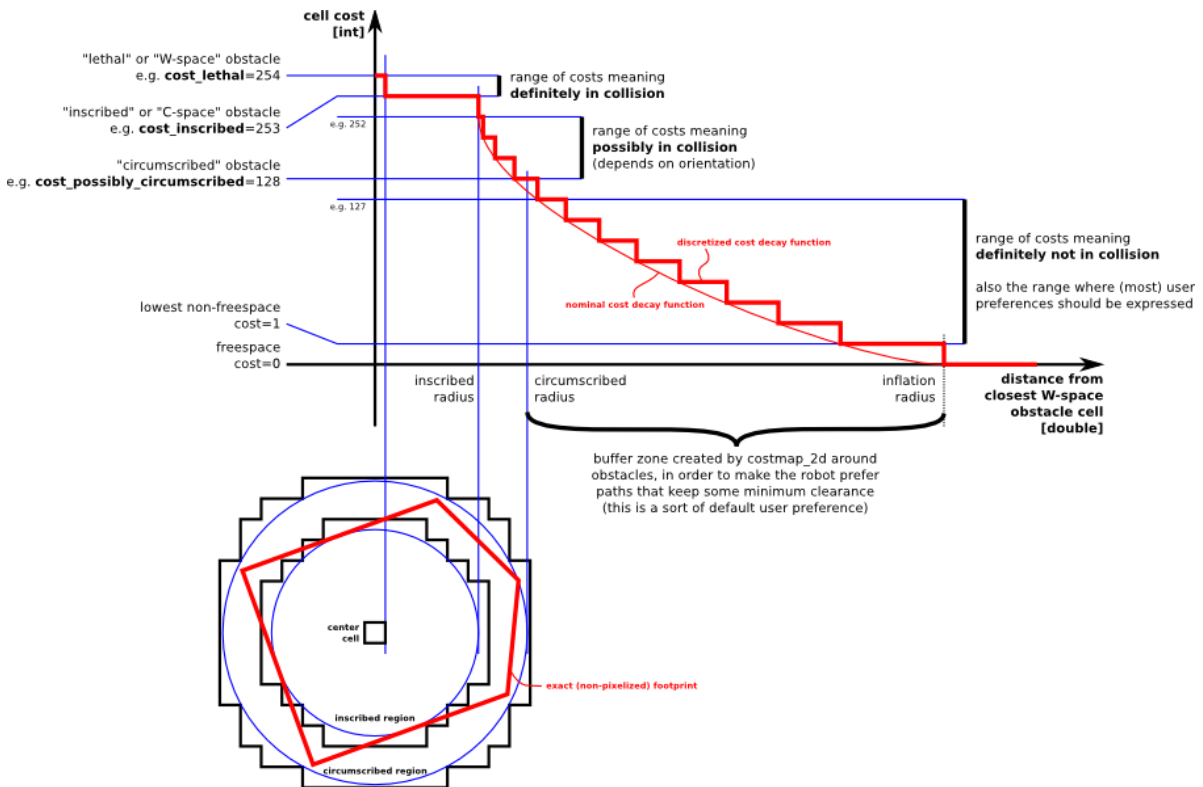 cell cost
[int]
"lethal" or "W-space" obstacle
e.g. cost_lethal=254
range of costs meaning
definitely in collision
"inscribed" or "C-space" obstacle
e.g. cost_inscribed=253
e.g. 252
range of costs meaning
possibly in collision
(depends on orientation)
"circumscribed" obstacle
e.g. cost_possibly_circumscribed=128
e.g. 127
discretized cost decay function
range of costs meaning
definitely not in collision
also the range where (most) user
preferences should be expressed
nominal cost decay function
lowest non-freespace
cost=1
freespace
cost=0
inscribed
radius
circumscribed
radius
inflation
radius
distance from
closest W-space
obstacle cell
[double]
buffer zone created by costmap_2d around
obstacles, in order to make the robot prefer
paths that keep some minimum clearance
(this is a sort of default user preference)
center
cell
exact (non-pixelized) footprint
inscribed region
circumscribed region